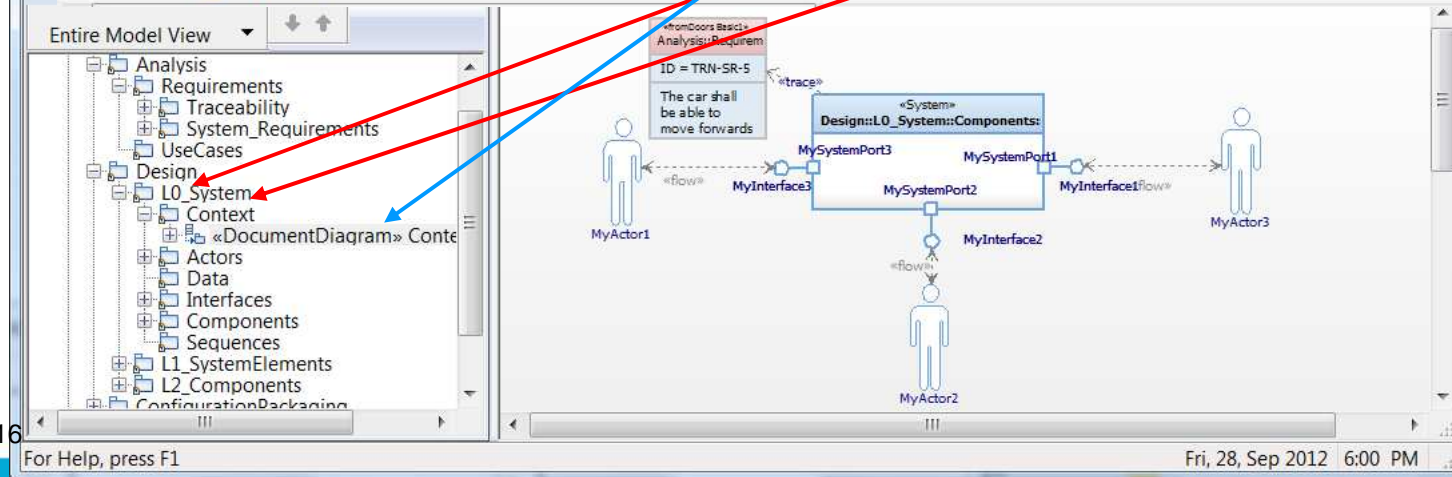 Entire Model View
Analysis
Requirements
Traceability
System_Requirements
UseCases
Design
L0_System
Context
«DocumentDiagram» Conte
Actors
Data
Interfaces
Components
Sequences
L1_SystemElements
L2_Components
ConfigurationPackaging
«fromDoors Basic1»
Analysis::Requirem
ID = TRN-SR-5
The car shall
be able to
move forwards
«trace»
«System»
Design::L0_System::Components:
MySystemPort3
MySystemPort1
MySystemPort2
«flow»
MyInterface3
MyInterface1
flow»
MyActor1
MyActor3
MyInterface2
«flow»
MyActor2
16
For Help, press F1
Fri, 28, Sep 2012 6:00 PM